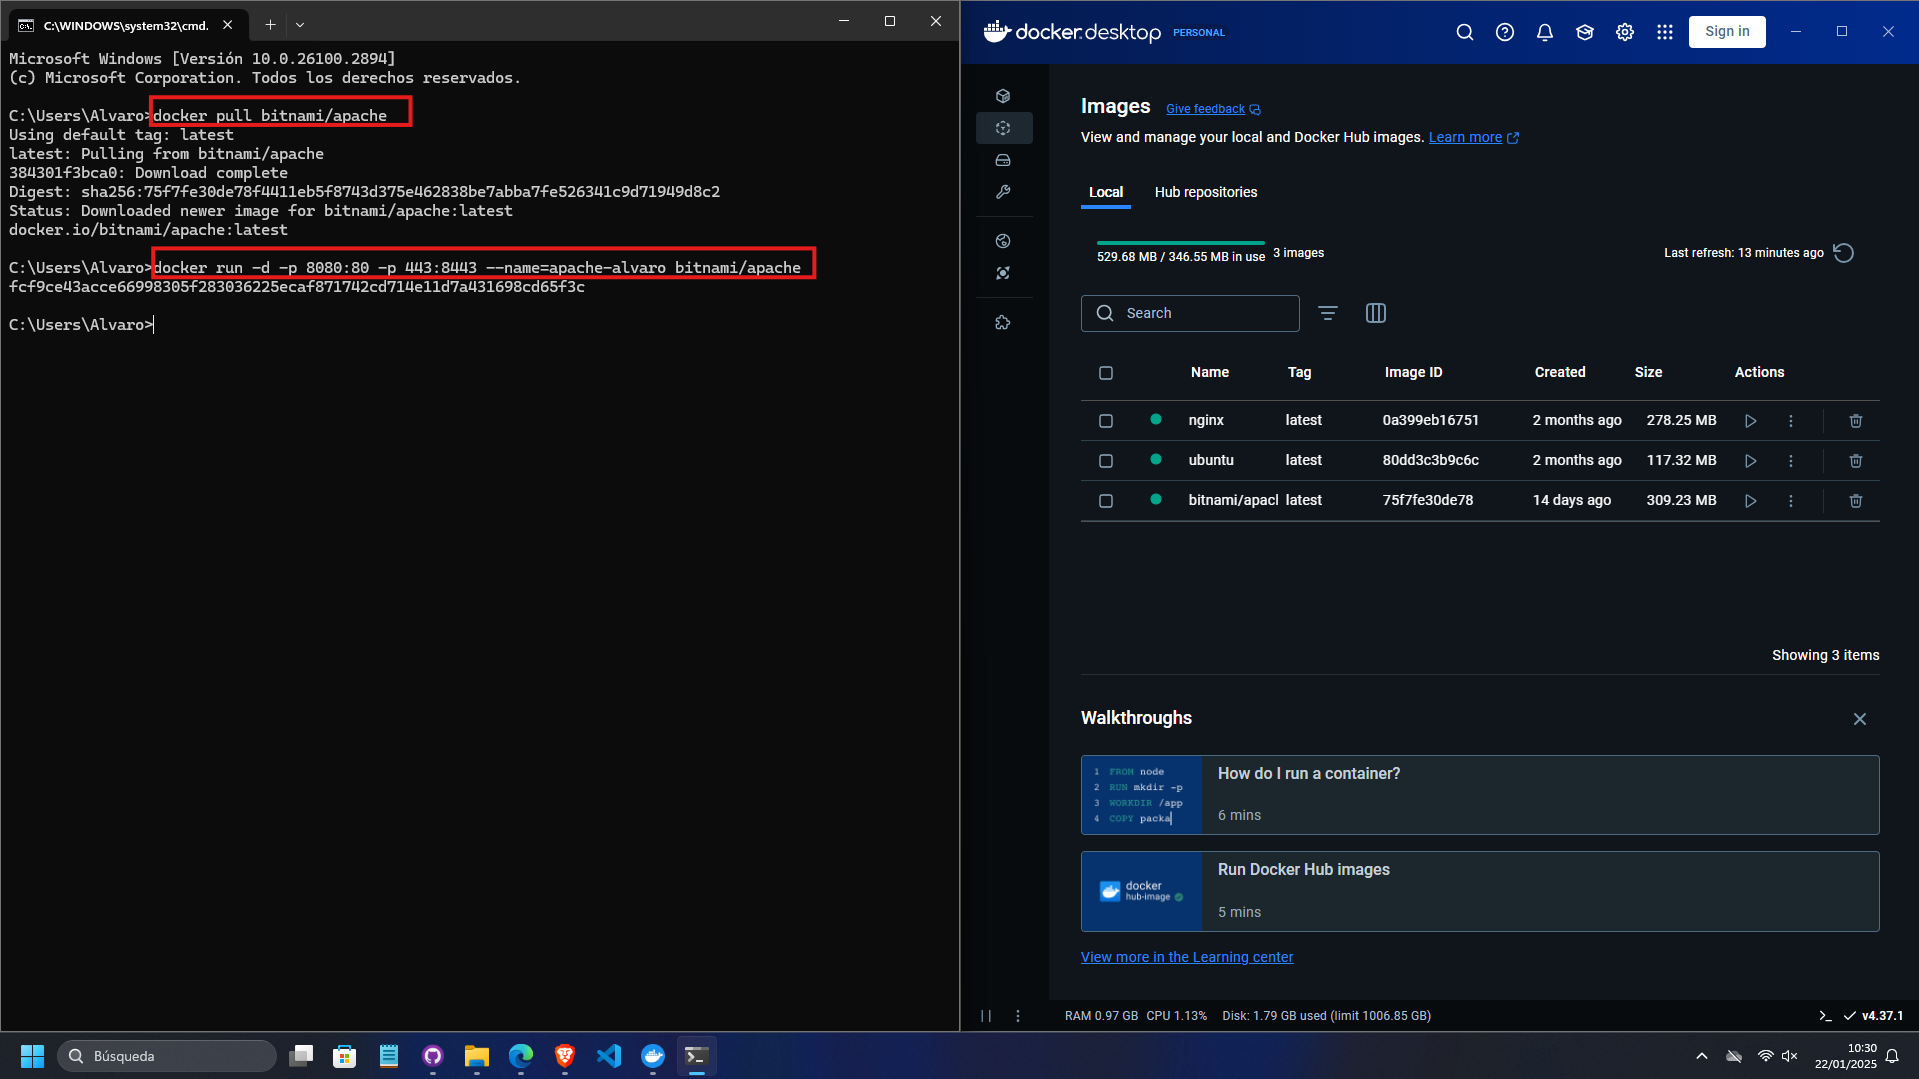 C:\WINDOWS\system32\cmd.
Microsoft Windows [Versión 10.0.26100.2894]
(c) Microsoft Corporation. Todos los derechos reservados.
C:\Users\Alvaro>docker pull bitnami/apache
Using default tag: latest
latest: Pulling from bitnami/apache
384301f3bca0: Download complete
Digest: sha256:75f7fe30de78f4411eb5f8743d375e462838be7abba7fe526341c9d71949d8c2
Status: Downloaded newer image for bitnami/apache:latest
docker.io/bitnami/apache:latest
C:\Users\Alvaro>docker run -d -p 8080:80 -p 443:8443 --name=apache-alvaro bitnami/apache
fcf9ce43acce66998305f283036225ecaf871742cd714e11d7a431698cd65f3c
C:\Users\Alvaro>
docker.desktop PERSONAL
Sign in
Images Give feedback
View and manage your local and Docker Hub images. Learn more
Local Hub repositories
529.68 MB / 346.55 MB in use 3 images
Last refresh: 13 minutes ago
Search
Name Tag Image ID Created Size Actions
nginx latest 0a399eb16751 2 months ago 278.25 MB
ubuntu latest 80dd3c3b9c6c 2 months ago 117.32 MB
bitnami/apacl latest 75f7fe30de78 14 days ago 309.23 MB
Showing 3 items
Walkthroughs
1 FROM node
2 RUN mkdir -p
3 WORKDIR /app
4 COPY packa
How do I run a container?
6 mins
docker
hub-image
Run Docker Hub images
5 mins
View more in the Learning center
RAM 0.97 GB CPU 1.13% Disk: 1.79 GB used (limit 1006.85 GB)
v4.37.1
Búsqueda
10:30
22/01/2025